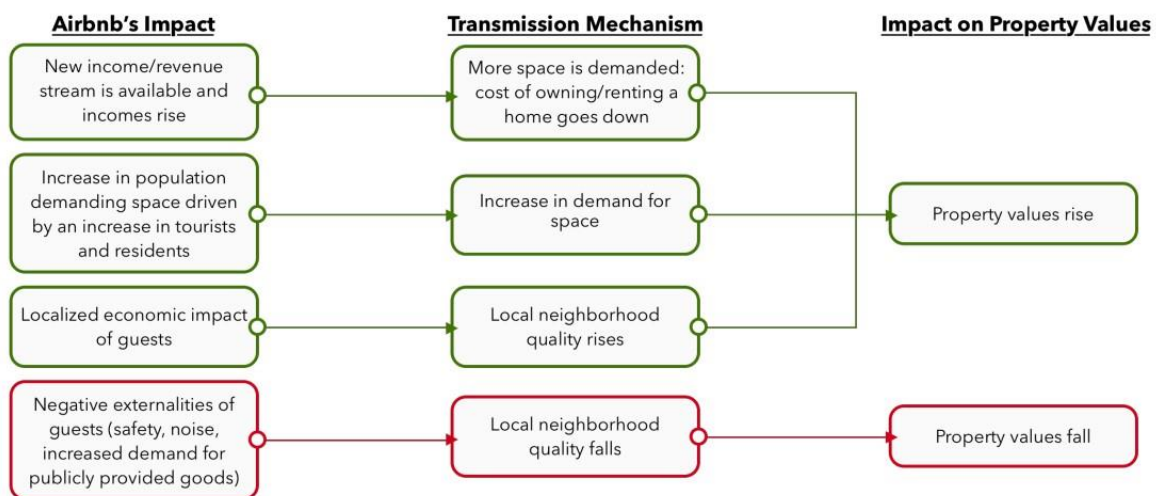 Airbnb's Impact
Transmission Mechanism
Impact on Property Values
New income/revenue
stream is available and
incomes rise
More space is demanded:
cost of owning/renting a
home goes down
Increase in population
demanding space driven
by an increase in tourists
and residents
Increase in demand for
space
Property values rise
Localized economic impact
of guests
Local neighborhood
quality rises
Negative externalities of
guests (safety, noise,
increased demand for
publicly provided goods)
Local neighborhood
quality falls
Property values fall